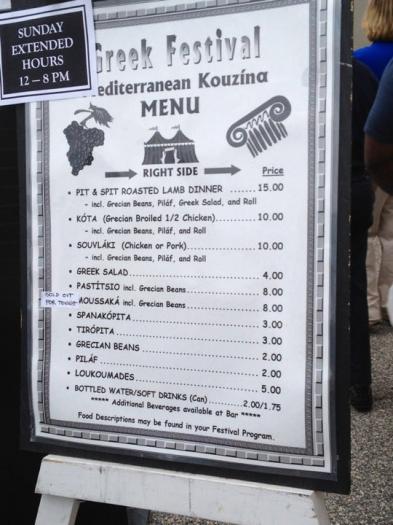 SUNDAY
EXTENDED
HOURS
12 – 8 PM
Greek Festival
Mediterranean Kouzína
MENU
RIGHT SIDE
Price
• PIT & SPIT ROASTED LAMB DINNER .......15.00
- incl. Grecian Beans, Piláf, Greek Salad, and Roll
• KÓTA (Grecian Broiled 1/2 Chicken)..............10.00
- incl. Grecian Beans, Piláf, and Roll
• SOUVLÁKI (Chicken or Pork)......................10.00
- incl. Grecian Beans, Piláf, and Roll
• GREEK SALAD..........................................4.00
• PASTÍTSIO incl. Grecian Beans...................8.00
SOLD OUT
FOR TONIGHT
MOUSSAKÁ incl. Grecian Beans..................8.00
• SPANAKÓPITA........................................3.00
• TIRÓPITA..............................................3.00
• GRECIAN BEANS....................................2.00
• PILÁF...................................................2.00
• LOUKOUMADES......................................5.00
• BOTTLED WATER/SOFT DRINKS (Can) ..........2.00/1.75
***** Additional Beverages available at Bar *****
Food Descriptions may be found in your Festival Program.